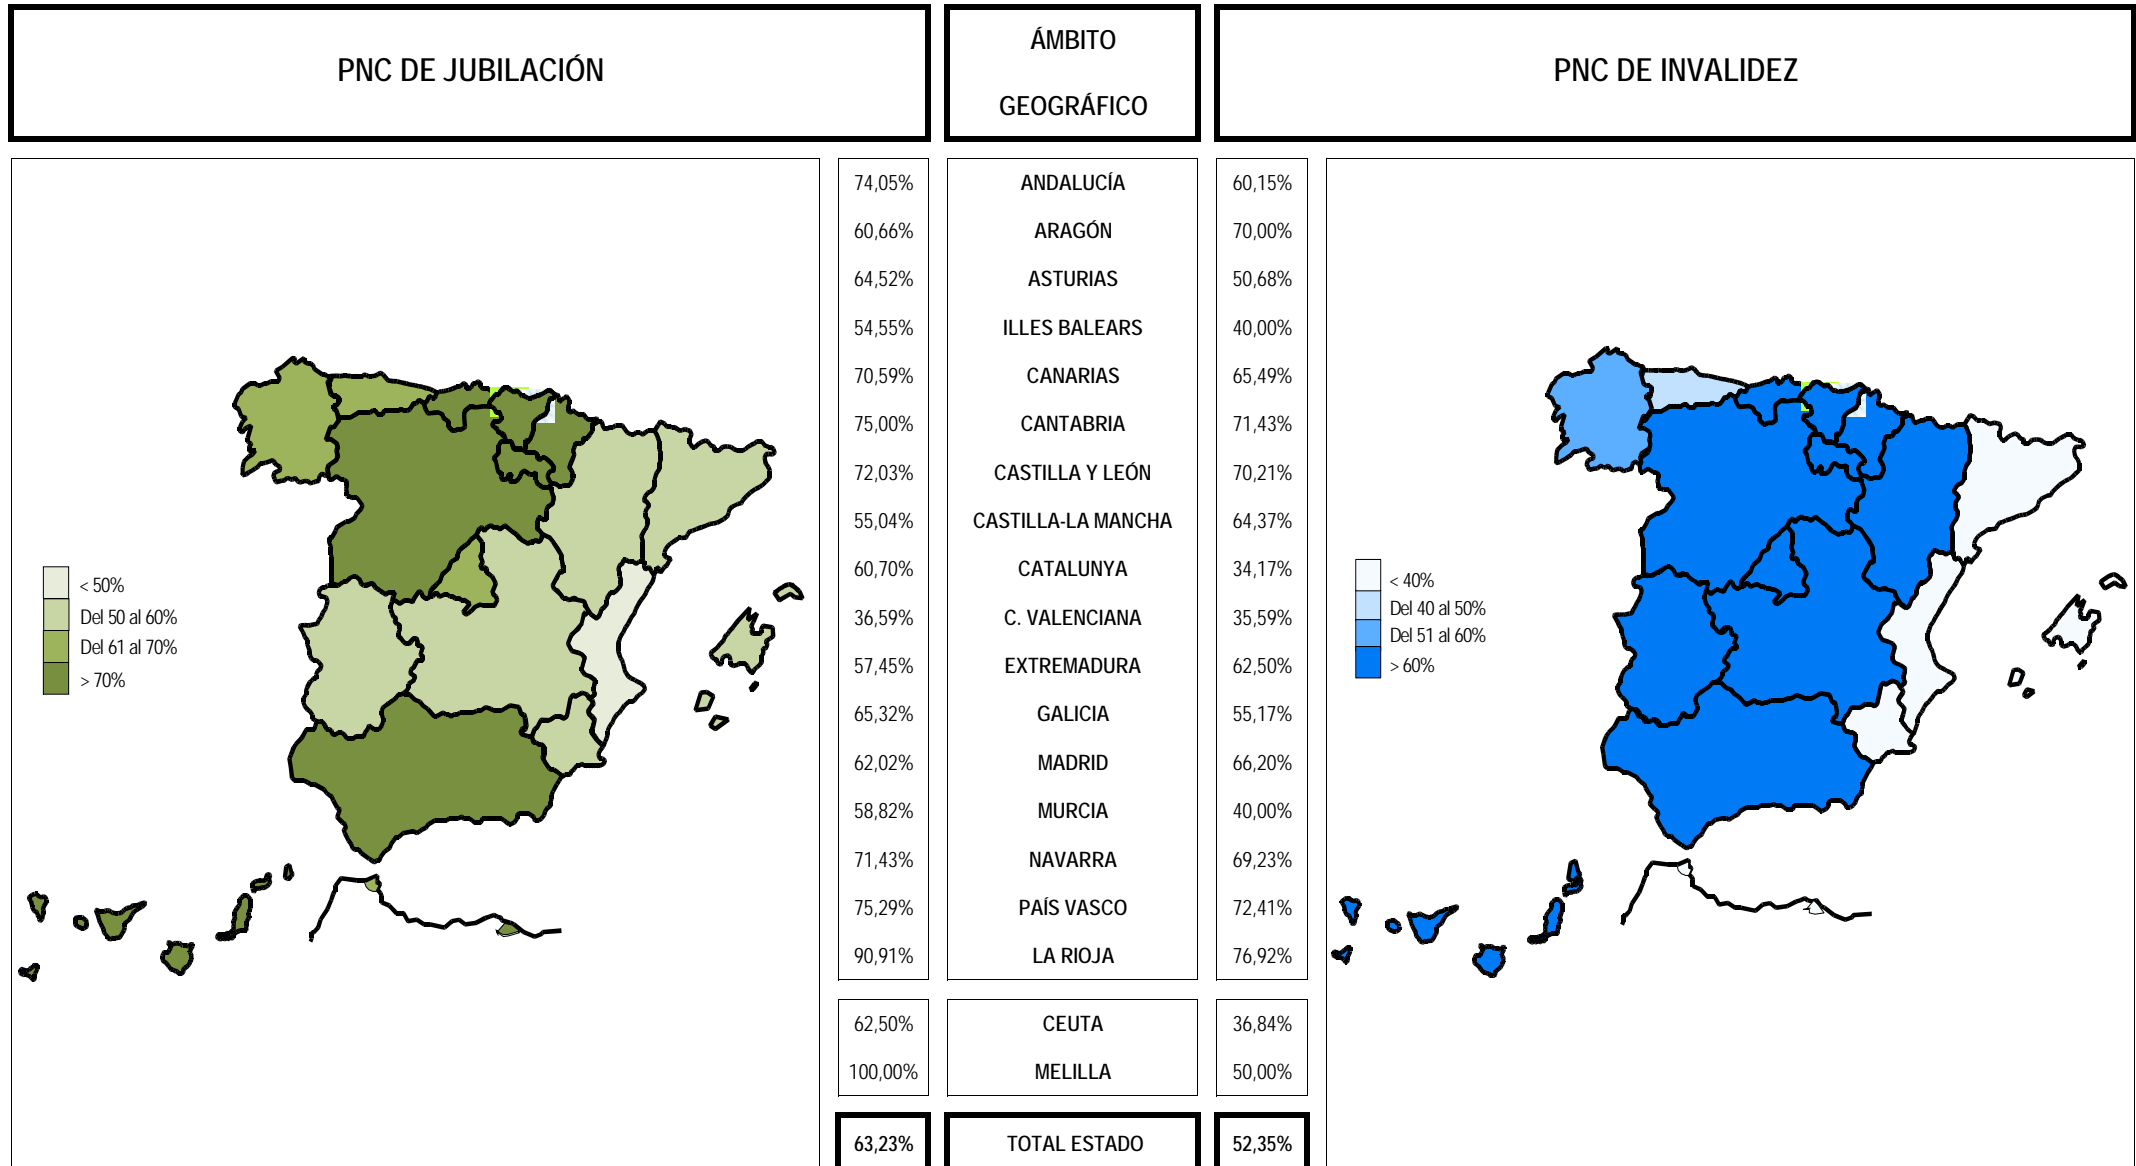 PNC DE JUBILACIÓN
ÁMBITO
GEOGRÁFICO
PNC DE INVALIDEZ
74,05% ANDALUCÍA 60,15%
60,66% ARAGÓN 70,00%
64,52% ASTURIAS 50,68%
54,55% ILLES BALEARS 40,00%
70,59% CANARIAS 65,49%
75,00% CANTABRIA 71,43%
72,03% CASTILLA Y LEÓN 70,21%
55,04% CASTILLA-LA MANCHA 64,37%
60,70% CATALUNYA 34,17%
36,59% C. VALENCIANA 35,59%
57,45% EXTREMADURA 62,50%
65,32% GALICIA 55,17%
62,02% MADRID 66,20%
58,82% MURCIA 40,00%
71,43% NAVARRA 69,23%
75,29% PAÍS VASCO 72,41%
90,91% LA RIOJA 76,92%
62,50% CEUTA 36,84%
100,00% MELILLA 50,00%
63,23% TOTAL ESTADO 52,35%
< 50%
Del 50 al 60%
Del 61 al 70%
> 70%
< 40%
Del 40 al 50%
Del 51 al 60%
> 60%